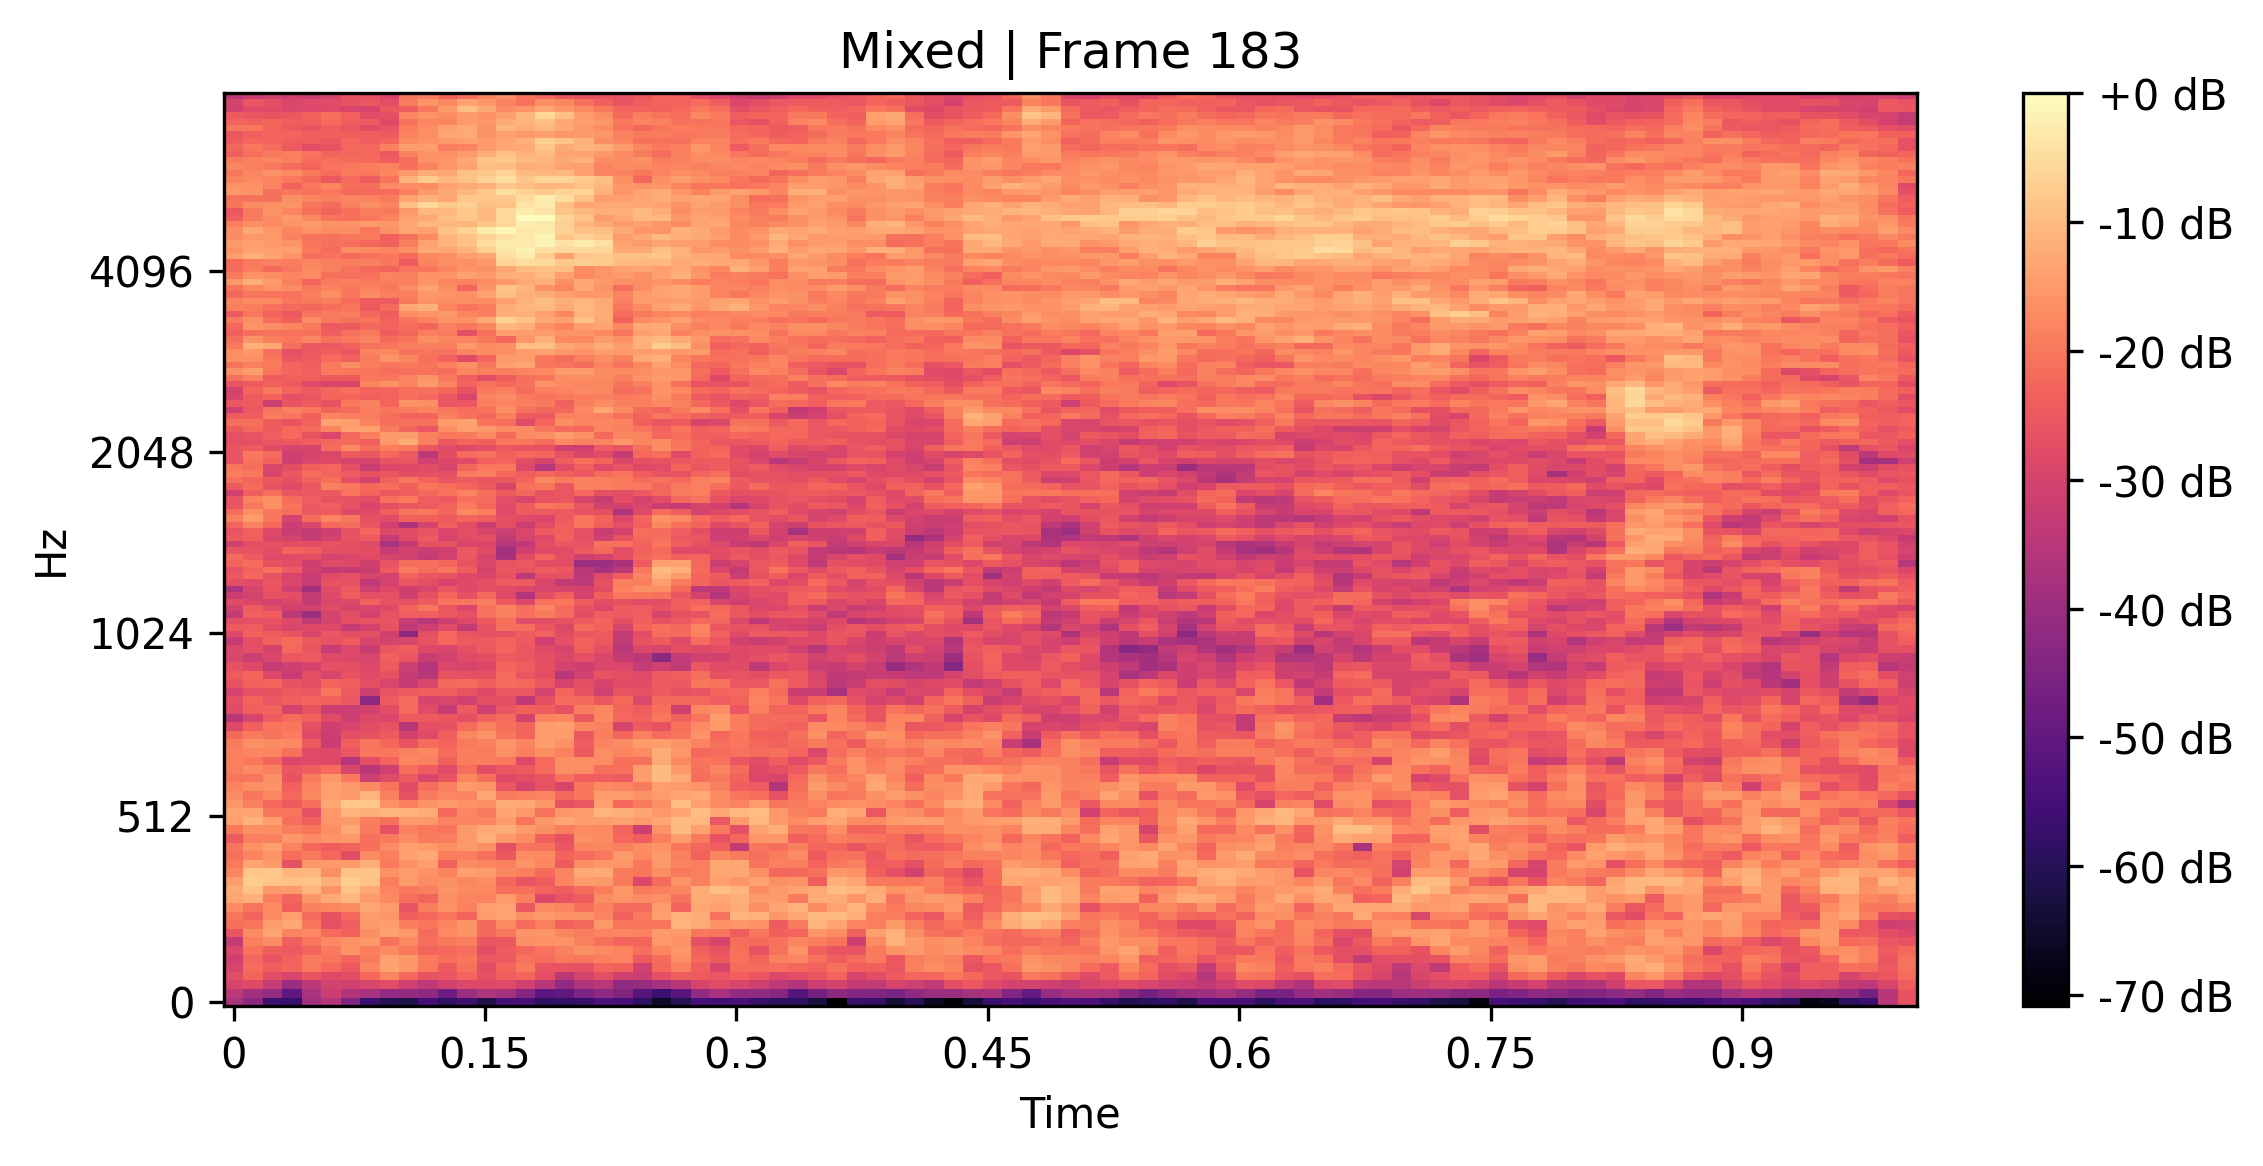 Mixed | Frame 183
Hz
4096
2048
1024
512
0
0 0.15 0.3 0.45 0.6 0.75 0.9
Time
+0 dB
-10 dB
-20 dB
-30 dB
-40 dB
-50 dB
-60 dB
-70 dB